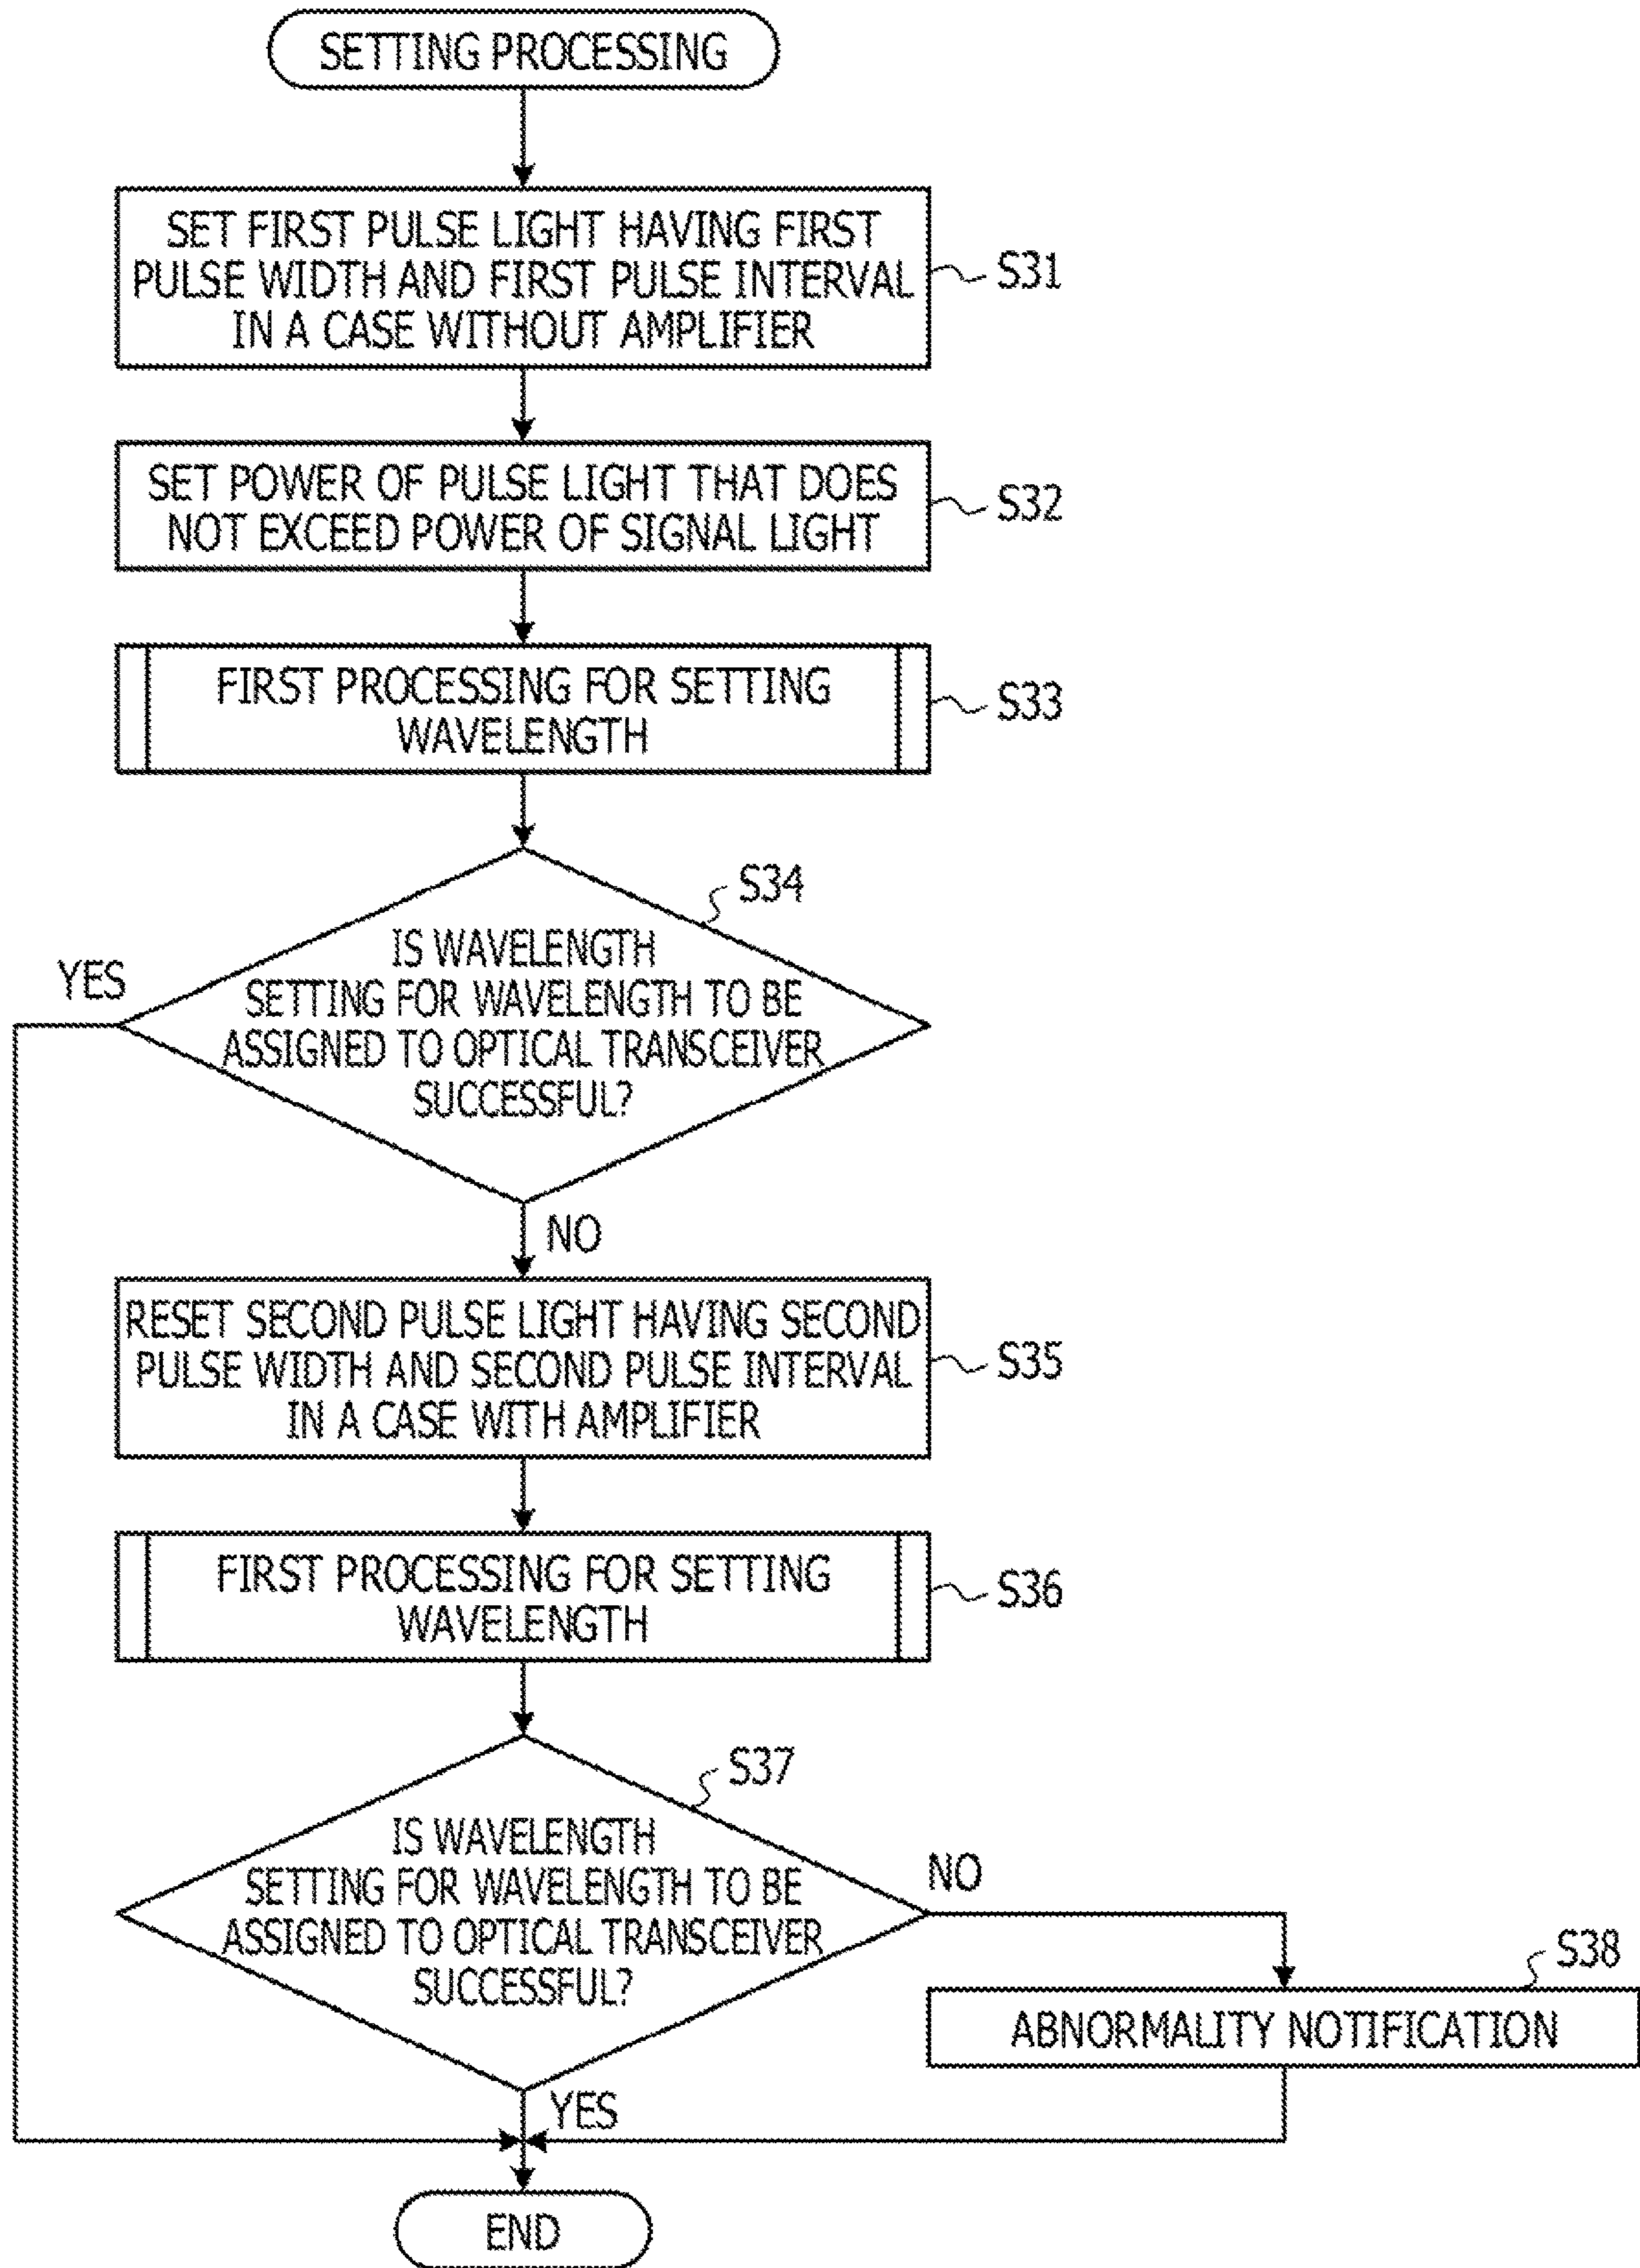 SETTING PROCESSING
SET FIRST PULSE LIGHT HAVING FIRST
PULSE WIDTH AND FIRST PULSE INTERVAL
IN A CASE WITHOUT AMPLIFIER
S31
SET POWER OF PULSE LIGHT THAT DOES
NOT EXCEED POWER OF SIGNAL LIGHT
S32
FIRST PROCESSING FOR SETTING
WAVELENGTH
S33
S34
IS WAVELENGTH
SETTING FOR WAVELENGTH TO BE
ASSIGNED TO OPTICAL TRANSCEIVER
SUCCESSFUL?
YES
NO
RESET SECOND PULSE LIGHT HAVING SECOND
PULSE WIDTH AND SECOND PULSE INTERVAL
IN A CASE WITH AMPLIFIER
S35
FIRST PROCESSING FOR SETTING
WAVELENGTH
S36
S37
IS WAVELENGTH
SETTING FOR WAVELENGTH TO BE
ASSIGNED TO OPTICAL TRANSCEIVER
SUCCESSFUL?
NO
S38
ABNORMALITY NOTIFICATION
YES
END